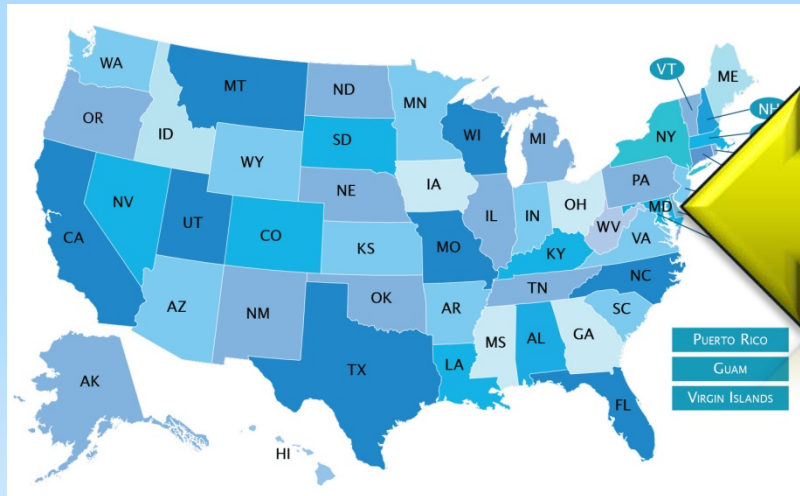 WA
MT
ND
MN
VT
ME
OR
ID
SD
WI
MI
NY
NH
WY
IA
PA
NE
NV
UT
CO
IL
IN
OH
MD
CA
KS
MO
WV
VA
KY
AZ
NM
OK
AR
TN
NC
SC
TX
MS
AL
GA
LA
FL
AK
HI
PUERTO RICO
GUAM
VIRGIN ISLANDS